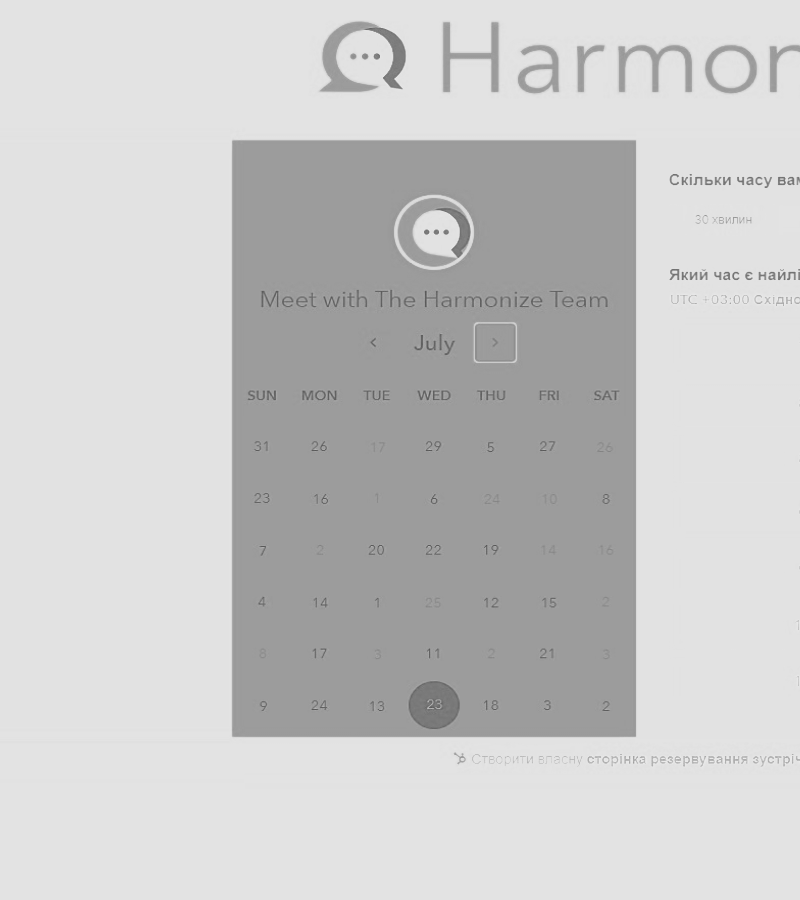 Harmon
Скільки часу вам
30 хвилин
Який час є найлі
UTC +03:00 Східно
Meet with The Harmonize Team
July
SUN MON TUE WED THU FRI SAT
31 26 17 29 5 27 26
23 16 1 6 24 10 8
7 2 20 22 19 14 16
4 14 1 25 12 15 2
8 17 3 11 2 21 3
9 24 13 23 18 3 2
Створити власну сторінка резервування зустріч